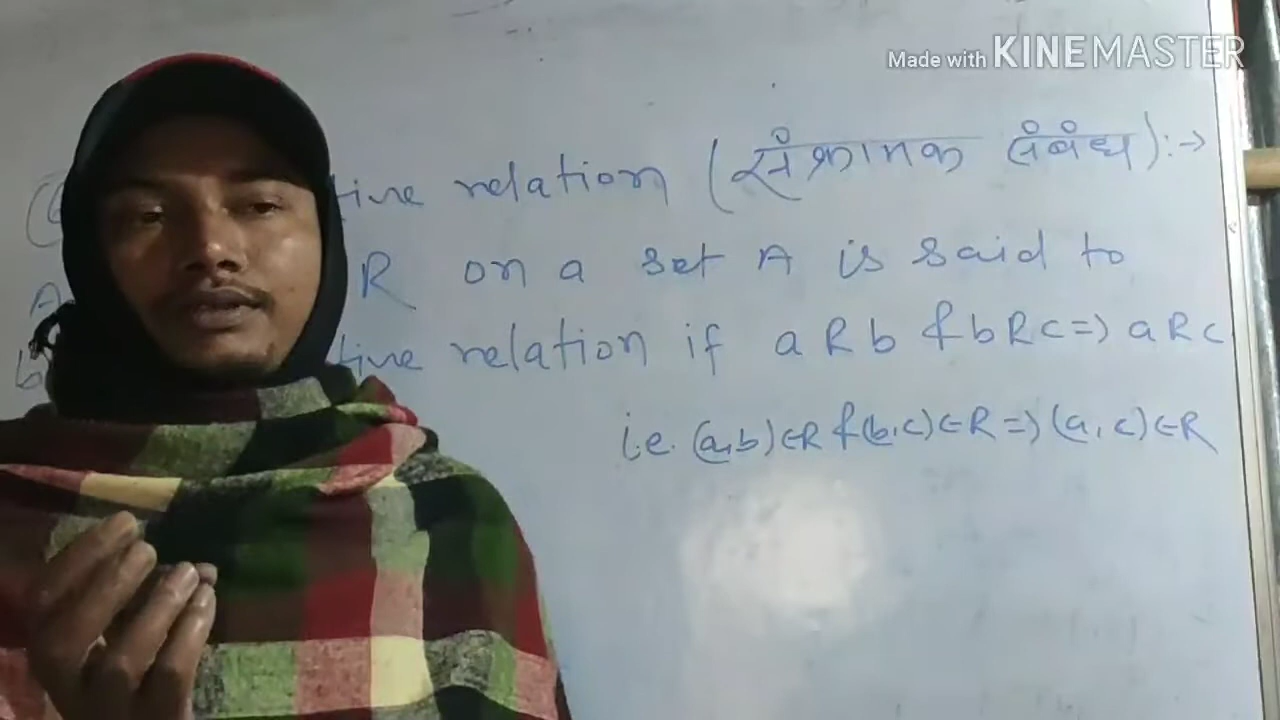 Made with KINEMASTER
tive relation (संक्रामक संबंध):→
R on a set A is said to
tive relation if aRb & bRc => aRc
i.e. (a,b)∈R & (b,c)∈R => (a,c)∈R